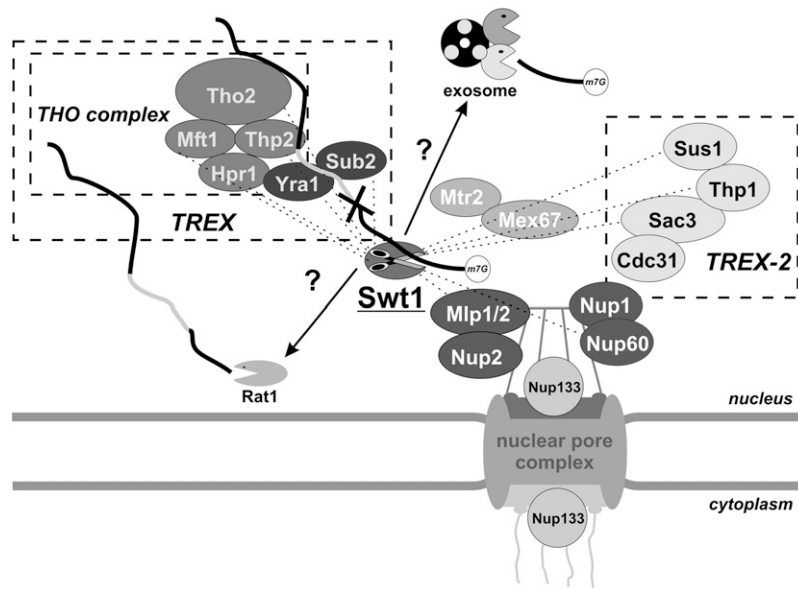 m7G
exosome
THO complex
Tho2
Mft1
Thp2
Hpr1
Yra1
Sub2
TREX
?
Mtr2
Mex67
Sus1
Thp1
Sac3
Cdc31
TREX-2
m7G
Swt1
?
Rat1
Mlp1/2
Nup2
Nup1
Nup60
Nup133
nucleus
nuclear pore
complex
cytoplasm
Nup133